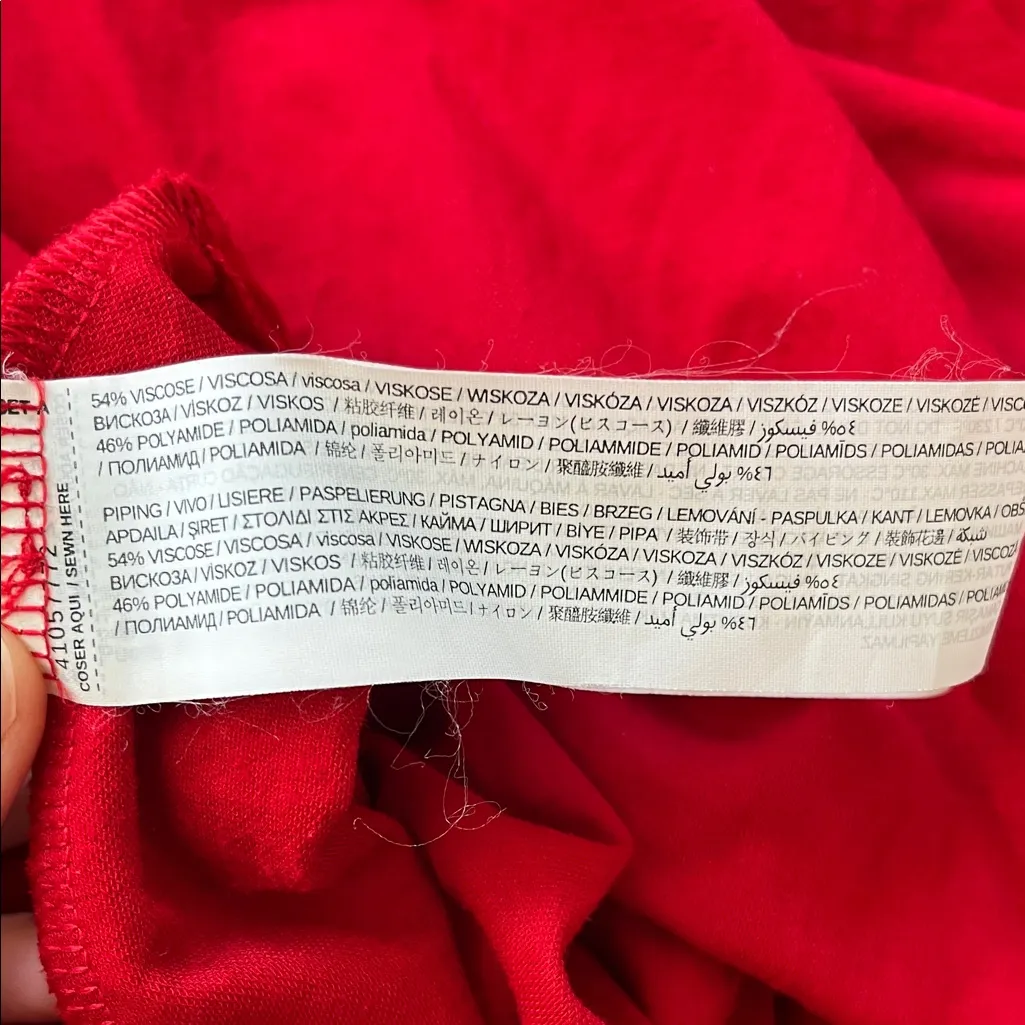 54% VISCOSE / VISCOSA / viscosa / VISKOSE / WISKOZA / VISKÓZA / VISKOZA / VISZKÓZ / VISKOZE / VISKOZĖ / VISC
ВИСКОЗА / VİSKOZ / VISKOS / 粘胶纤维 / 레이온 / レーヨン(ビスコース) / 纖維膠 / فيسكوز %٥٤
46% POLYAMIDE / POLIAMIDA / poliamida / POLYAMID / POLIAMMIDE / POLIAMID / POLIAMĪDS / POLIAMIDAS / POLIA
/ ПОЛИАМИД / POLIAMIDA / 锦纶 / 폴리아미드 / ナイロン / 聚醯胺纖維 / بولي أميد %٤٦
PIPING / VIVO / LISIERE / PASPELIERUNG / PISTAGNA / BIES / BRZEG / LEMOVÁNÍ - PASPULKA / KANT / LEMOVKA / OBS
APDAILA / ŞIRET / ΣΤΟΛΙΔΙ ΣΤΙΣ ΑΚΡΕΣ / КАЙМА / ШИРИТ / BİYE / PIPA / 装饰带 / 장식 / パイピング / 裝飾花邊 / شبكة
54% VISCOSE / VISCOSA / viscosa / VISKOSE / WISKOZA / VISKÓZA / VISKOZA / VISZKÓZ / VISKOZE / VISKOZĖ / VISCOZA
ВИСКОЗА / VİSKOZ / VISKOS / 粘胶纤维 / 레이온 / レーヨン(ビスコース) / 纖維膠 / فيسكوز %٥٤
46% POLYAMIDE / POLIAMIDA / poliamida / POLYAMID / POLIAMMIDE / POLIAMID / POLIAMĪDS / POLIAMIDAS / POLIAM
/ ПОЛИАМИД / POLIAMIDA / 锦纶 / 폴리아미드 / ナイロン / 聚醯胺纖維 / بولي أميد %٤٦
COSER AQUI / SEWN HERE